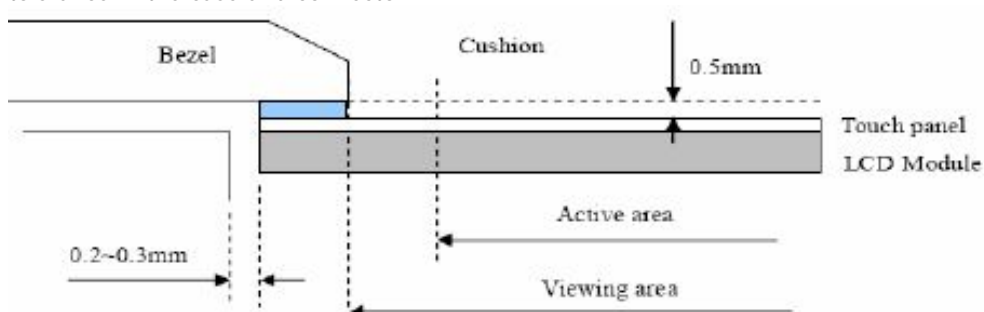 Cushion
Bezel
0.5mm
Touch panel
LCD Module
Active area
0.2~0.3mm
Viewing area